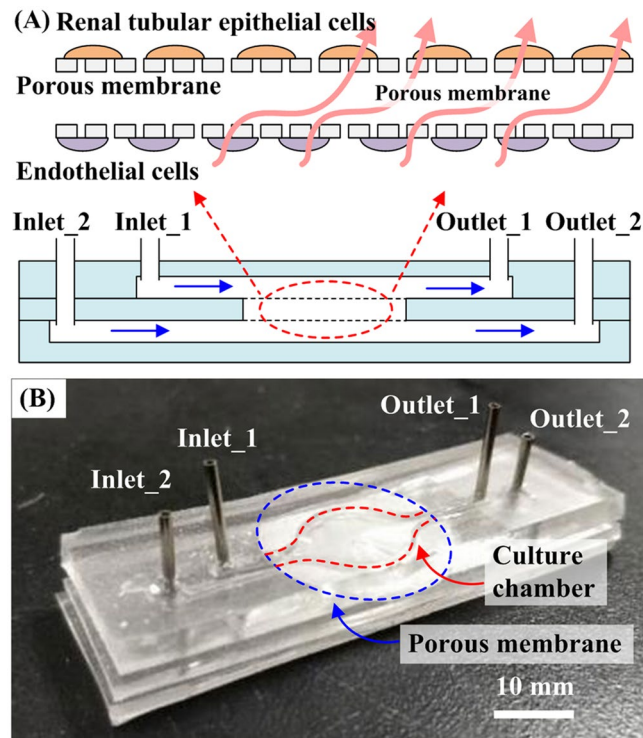 (A) Renal tubular epithelial cells
Porous membrane
Porous membrane
Endothelial cells
Inlet_2 Inlet_1 Outlet_1 Outlet_2
(B)
Outlet_1
Inlet_1 Outlet_2
Inlet_2
Culture
chamber
Porous membrane
10 mm